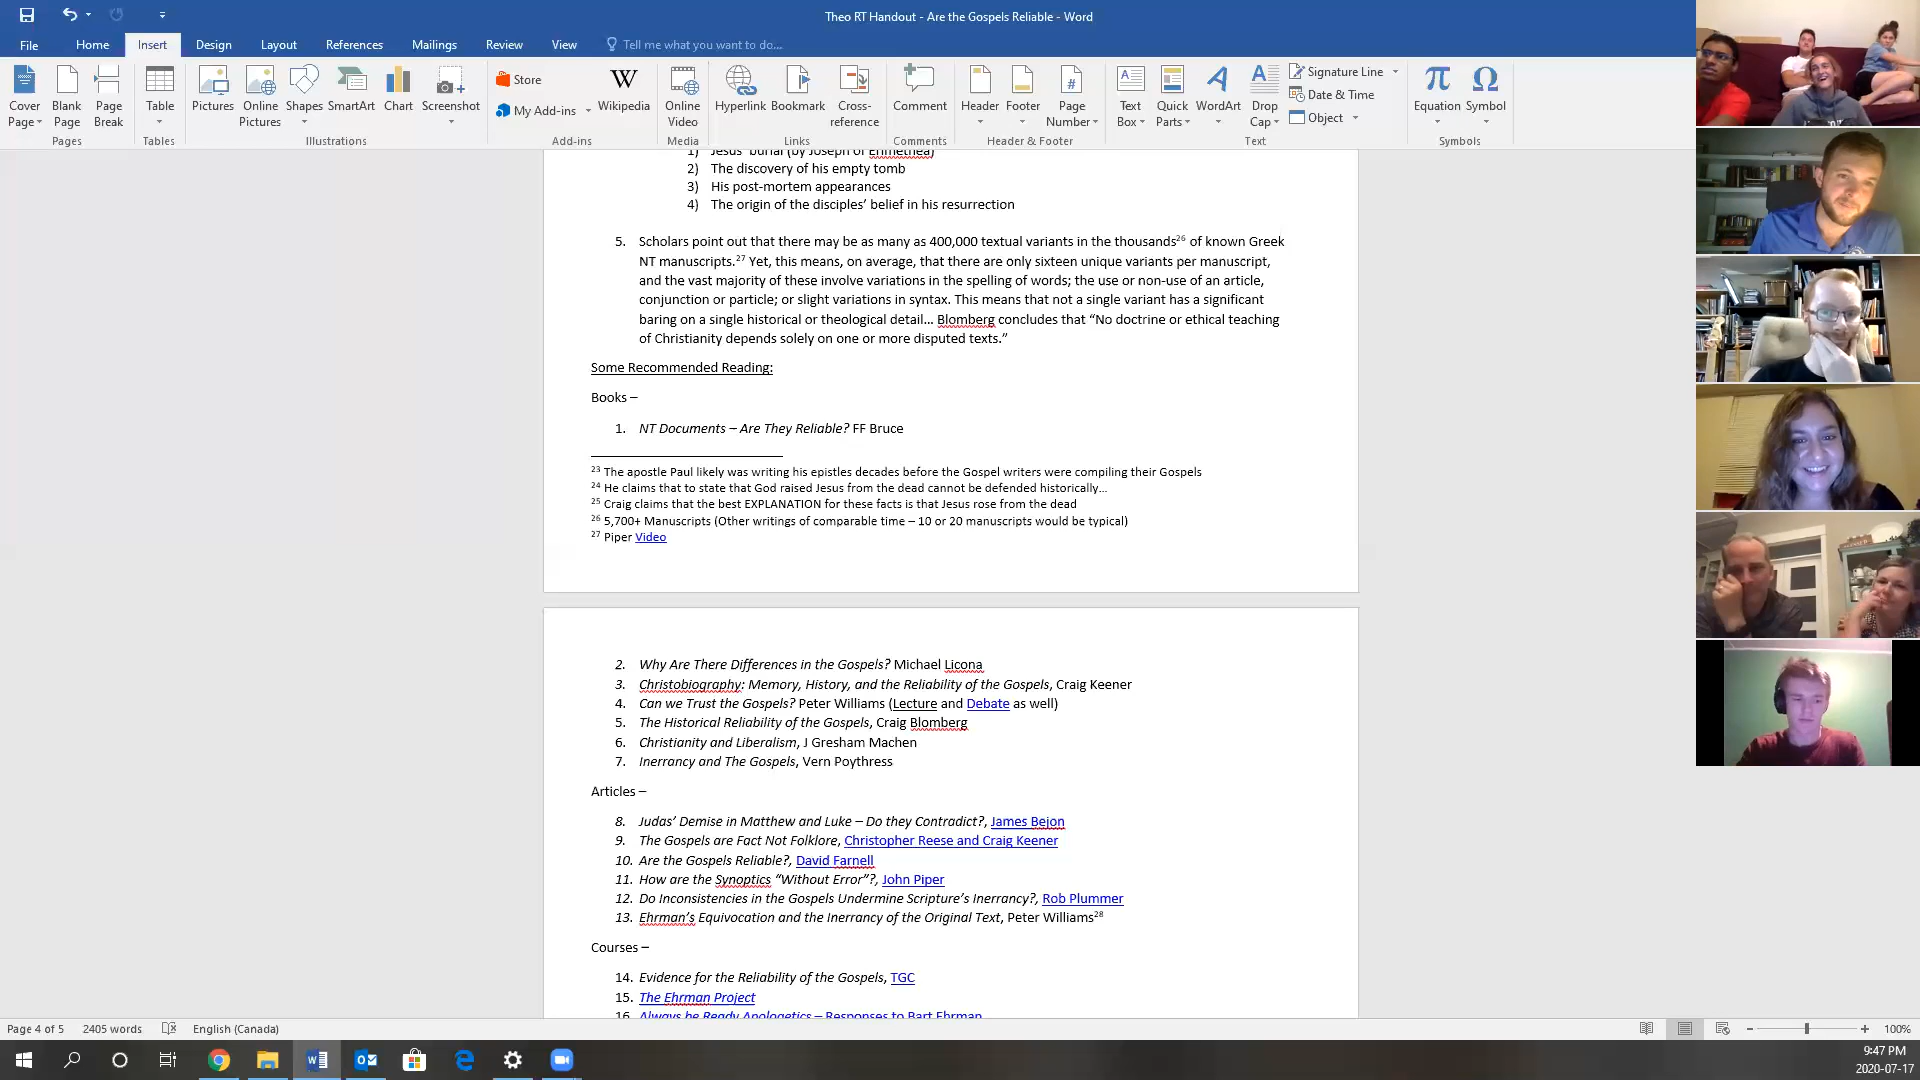 Theo RT Handout - Are the Gospels Reliable - Word
File Home Insert Design Layout References Mailings Review View Tell me what you want to do...
Cover Page Blank Page Page Break Table Pictures Online Pictures Shapes SmartArt Chart Screenshot Store My Add-ins Wikipedia Online Video Hyperlink Bookmark Cross-reference Comment Header Footer Page Number Text Box Quick Parts WordArt Drop Cap Signature Line Date & Time Object Equation Symbol
Pages Tables Illustrations Add-ins Media Links Comments Header & Footer Text Symbols
1) Jesus' burial (by Joseph of Erimethea)
2) The discovery of his empty tomb
3) His post-mortem appearances
4) The origin of the disciples' belief in his resurrection
5. Scholars point out that there may be as many as 400,000 textual variants in the thousands26 of known Greek
NT manuscripts.27 Yet, this means, on average, that there are only sixteen unique variants per manuscript,
and the vast majority of these involve variations in the spelling of words; the use or non-use of an article,
conjunction or particle; or slight variations in syntax. This means that not a single variant has a significant
baring on a single historical or theological detail... Blomberg concludes that “No doctrine or ethical teaching
of Christianity depends solely on one or more disputed texts.”
Some Recommended Reading:
Books –
1. NT Documents – Are They Reliable? FF Bruce
23 The apostle Paul likely was writing his epistles decades before the Gospel writers were compiling their Gospels
24 He claims that to state that God raised Jesus from the dead cannot be defended historically...
25 Craig claims that the best EXPLANATION for these facts is that Jesus rose from the dead
26 5,700+ Manuscripts (Other writings of comparable time – 10 or 20 manuscripts would be typical)
27 Piper Video
2. Why Are There Differences in the Gospels? Michael Licona
3. Christobiography: Memory, History, and the Reliability of the Gospels, Craig Keener
4. Can we Trust the Gospels? Peter Williams (Lecture and Debate as well)
5. The Historical Reliability of the Gospels, Craig Blomberg
6. Christianity and Liberalism, J Gresham Machen
7. Inerrancy and The Gospels, Vern Poythress
Articles –
8. Judas' Demise in Matthew and Luke – Do they Contradict?, James Bejon
9. The Gospels are Fact Not Folklore, Christopher Reese and Craig Keener
10. Are the Gospels Reliable?, David Farnell
11. How are the Synoptics “Without Error”?, John Piper
12. Do Inconsistencies in the Gospels Undermine Scripture's Inerrancy?, Rob Plummer
13. Ehrman's Equivocation and the Inerrancy of the Original Text, Peter Williams28
Courses –
14. Evidence for the Reliability of the Gospels, TGC
15. The Ehrman Project
16. Always be Ready Apologetics – Responses to Bart Ehrman
Page 4 of 5 2405 words English (Canada) 100%
9:47 PM
2020-07-17